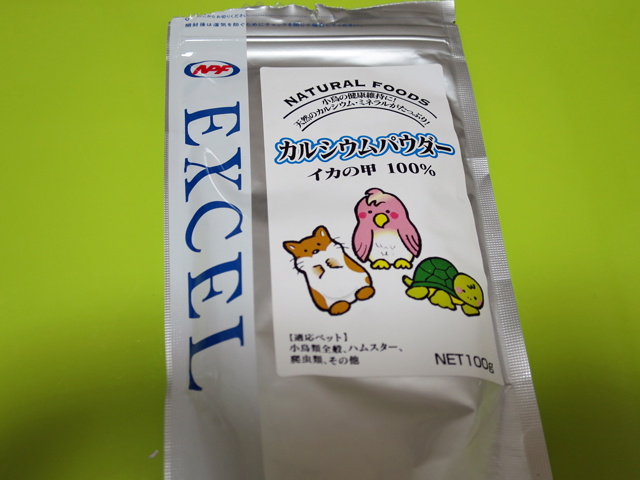 NPF
EXCEL
NATURAL FOODS
小鳥の健康維持に!
天然のカルシウム・ミネラルがたっぷり!
カルシウムパウダー
イカの甲 100%
【適応ペット】
小鳥類全般、ハムスター、
爬虫類、その他
NET100g